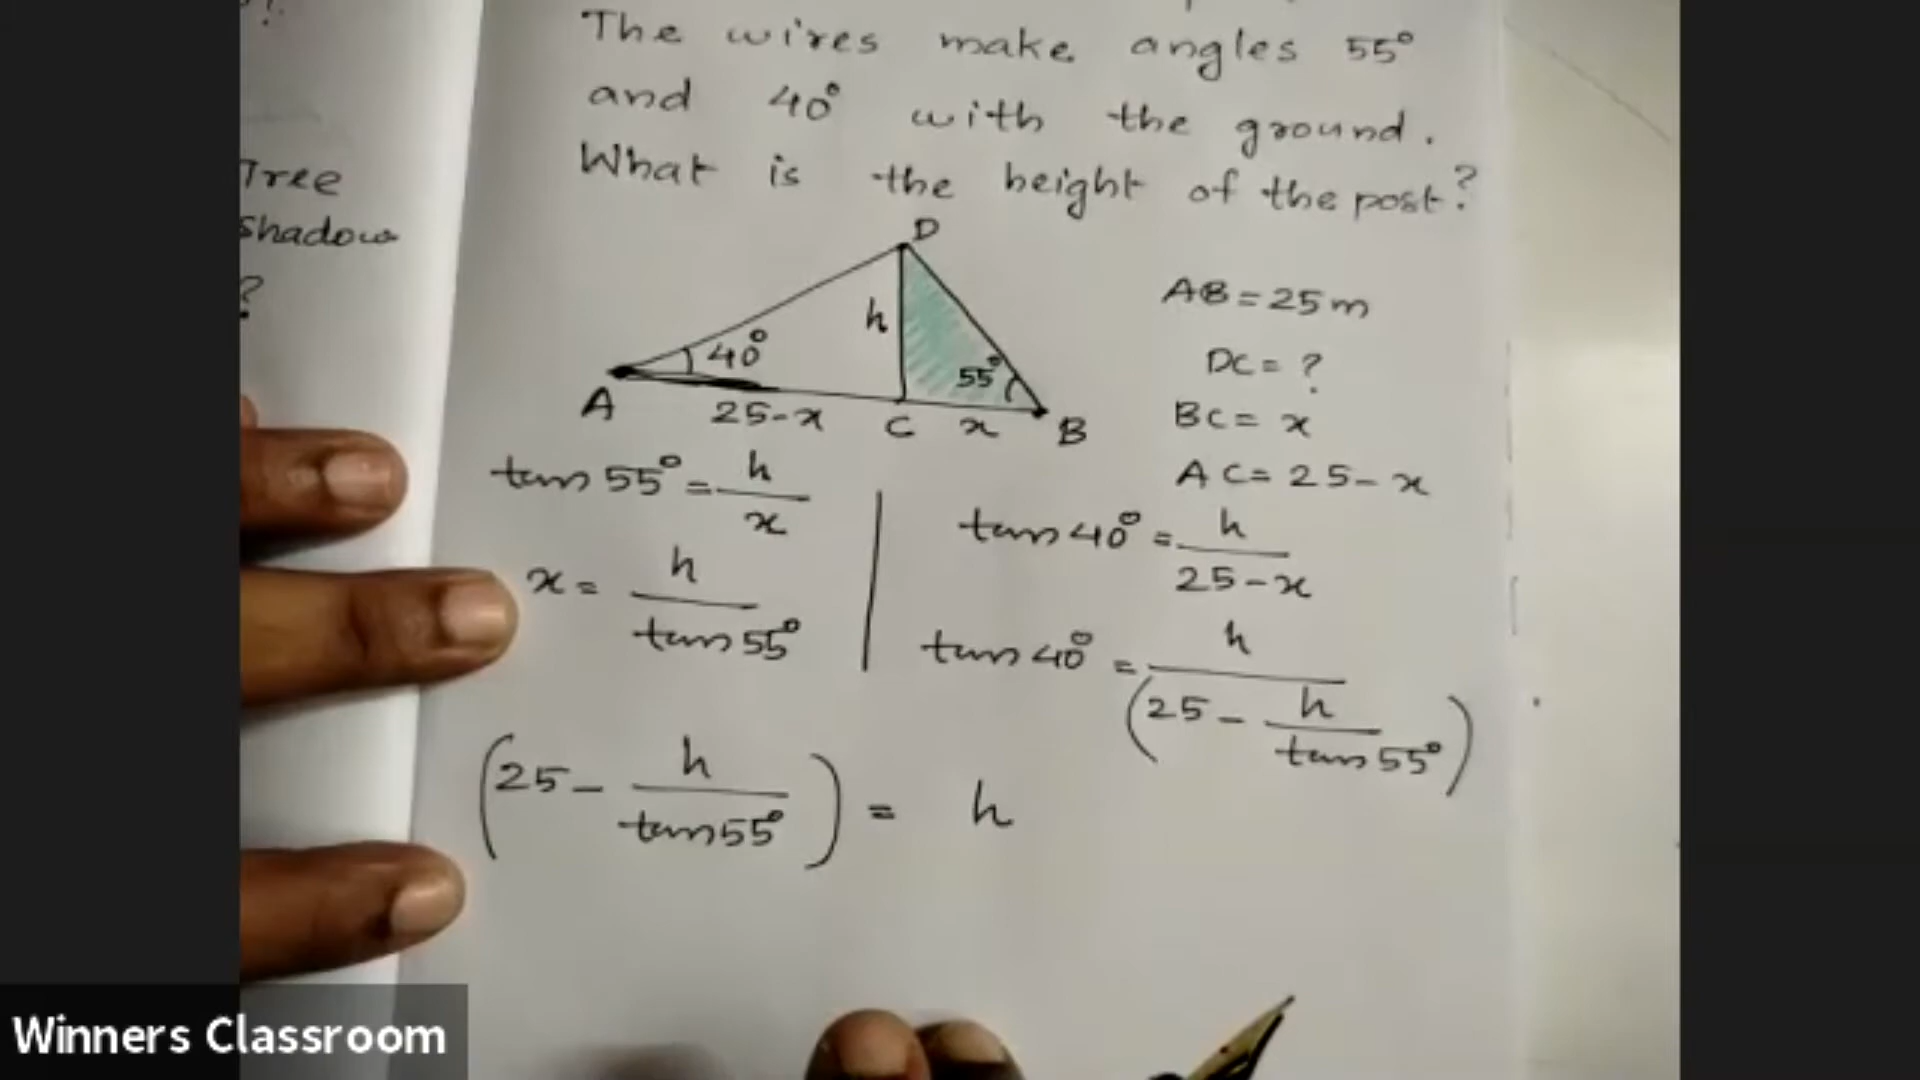 The wires make angles 55°
and 40° with the ground.
What is the height of the post?
Tree
Shadow
?
D
h
40°
55°
A
25-x
C
x
B
AB = 25m
DC = ?
BC = x
AC = 25-x
tan 55° = h/x
x = h/tan 55°
tan 40° = h/25-x
tan 40° = h/(25 - h/tan 55°)
(25 - h/tan 55°) = h
Winners Classroom